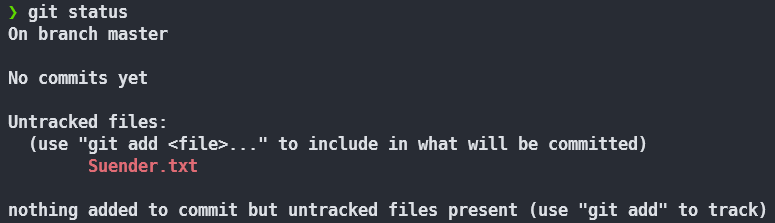 ❯ git status
On branch master
No commits yet
Untracked files:
(use "git add <file>..." to include in what will be committed)
Suender.txt
nothing added to commit but untracked files present (use "git add" to track)